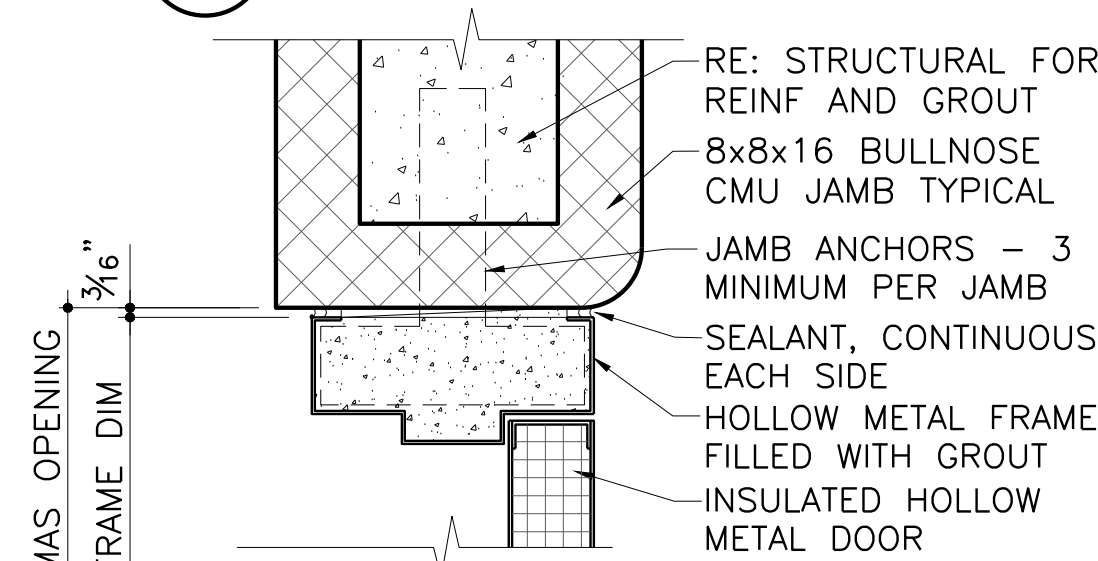 RE: STRUCTURAL FOR
REINF AND GROUT
8x8x16 BULLNOSE
CMU JAMB TYPICAL
JAMB ANCHORS – 3
MINIMUM PER JAMB
SEALANT, CONTINUOUS
EACH SIDE
HOLLOW METAL FRAME
FILLED WITH GROUT
INSULATED HOLLOW
METAL DOOR
3/16"
MAS OPENING
FRAME DIM